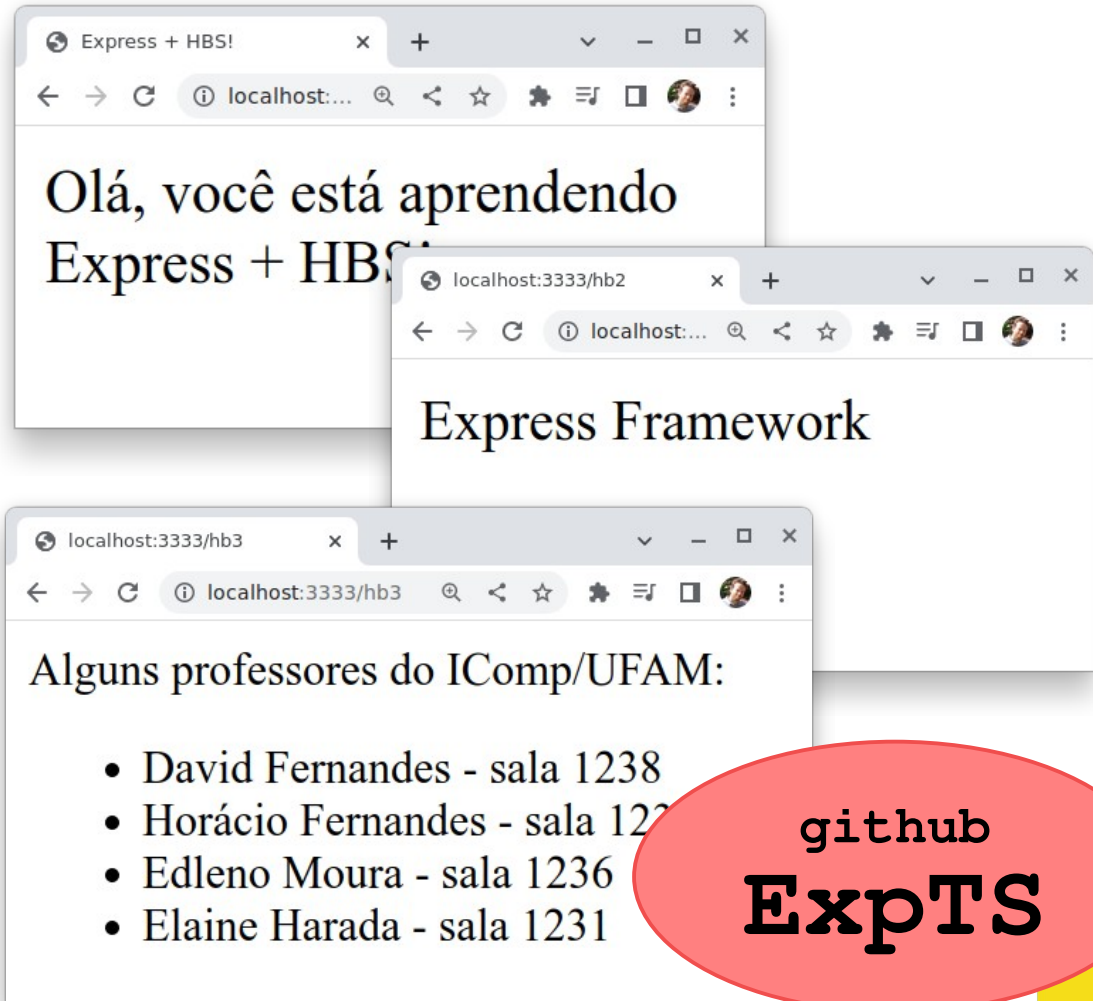 Express + HBS!
localhost:...
Olá, você está aprendendo
Express + HBS!
localhost:3333/hb2
localhost:...
Express Framework
localhost:3333/hb3
localhost:3333/hb3
Alguns professores do IComp/UFAM:
• David Fernandes - sala 1238
• Horácio Fernandes - sala
• Edleno Moura - sala 1236
• Elaine Harada - sala 1231
github
ExpTS